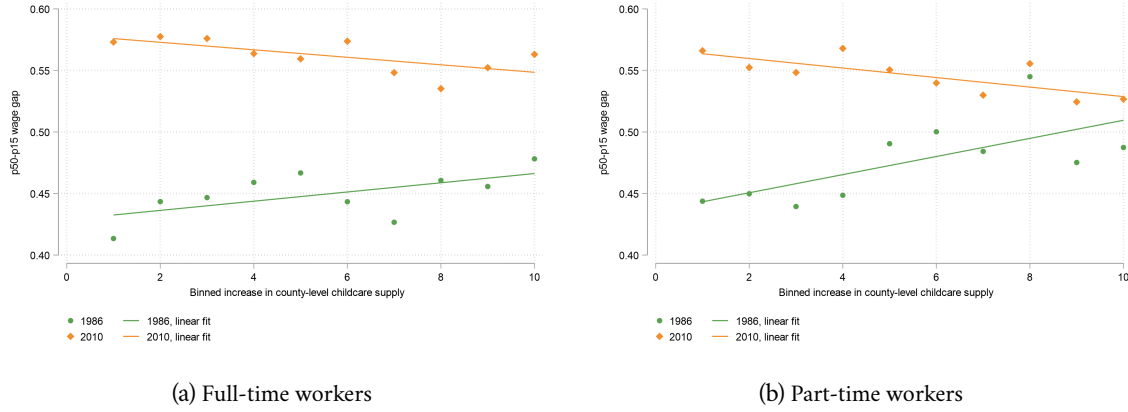 0.60
0.55
0.50
0.45
0.40
p50-p15 wage gap
0 2 4 6 8 10
Binned increase in county-level childcare supply
1986 1986, linear fit
2010 2010, linear fit
(a) Full-time workers
0.60
0.55
0.50
0.45
0.40
p50-p15 wage gap
0 2 4 6 8 10
Binned increase in county-level childcare supply
1986 1986, linear fit
2010 2010, linear fit
(b) Part-time workers